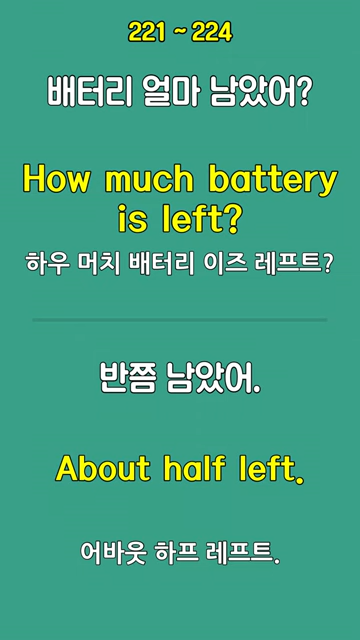 221 ~ 224
배터리 얼마 남았어?
How much battery
is left?
하우 머치 배터리 이즈 레프트?
반쯤 남았어.
About half left.
어바웃 하프 레프트.